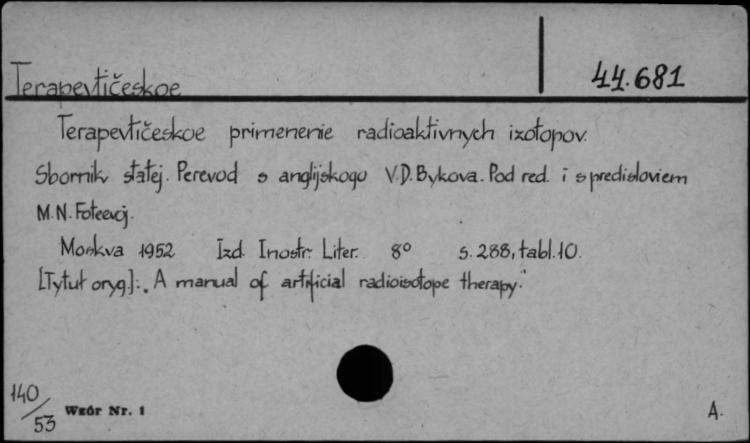 Terapevtičeskoe
44.681
Terapevtičeskoe primenenie radioaktivnych izotopov.
Sbornik statej. Perevod s anglijskogo V.D. Bykova. Pod red. i s predisloviem
M.N. Foteevoj.
Moskva 1952 Izd. Inostr. Liter. 8° s. 288, tabl. 10.
[Tytuł oryg.]: „A manual of artificial radioisotope therapy."
140/53
Wzór Nr. 1
A.